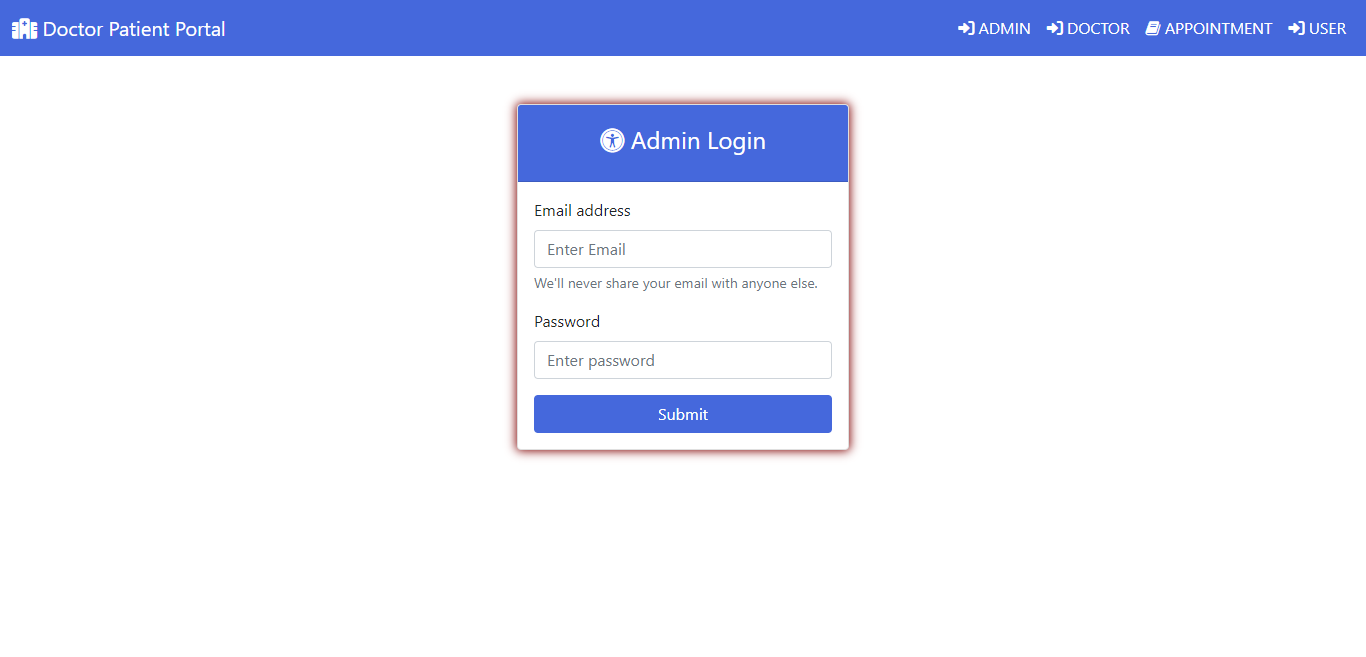 Doctor Patient Portal
ADMIN DOCTOR APPOINTMENT USER
Admin Login
Email address
Enter Email
We'll never share your email with anyone else.
Password
Enter password
Submit